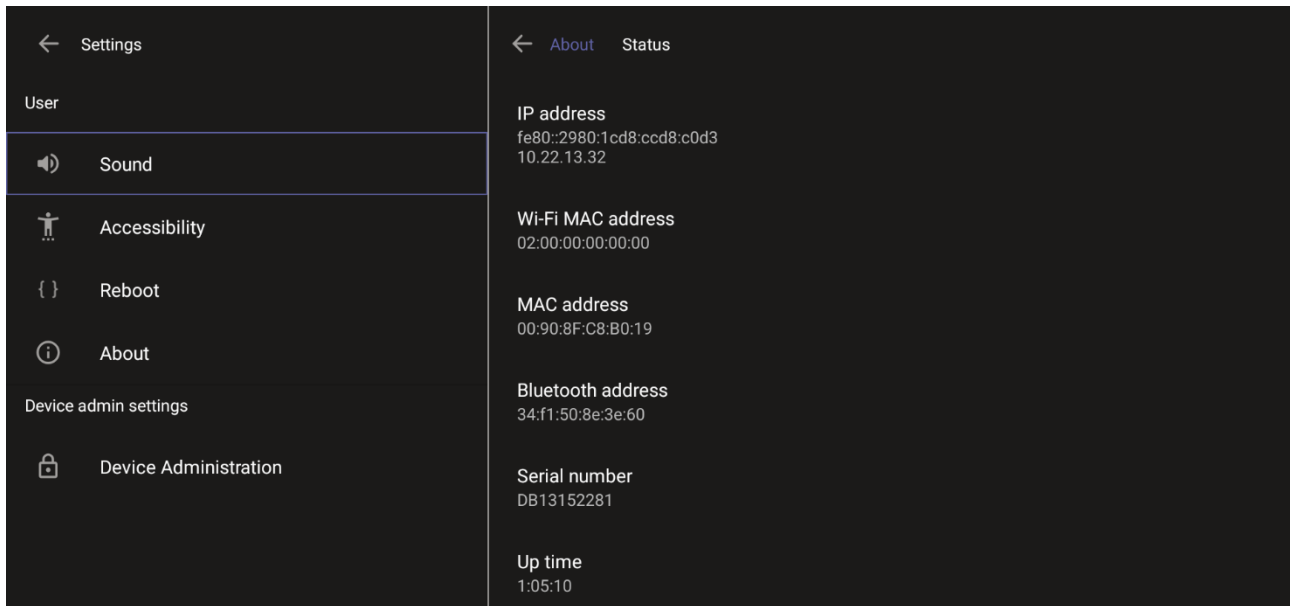 Settings
User
Sound
Accessibility
Reboot
About
Device admin settings
Device Administration
About Status
IP address
fe80::2980:1cd8:ccd8:c0d3
10.22.13.32
Wi-Fi MAC address
02:00:00:00:00:00
MAC address
00:90:8F:C8:B0:19
Bluetooth address
34:f1:50:8e:3e:60
Serial number
DB13152281
Up time
1:05:10